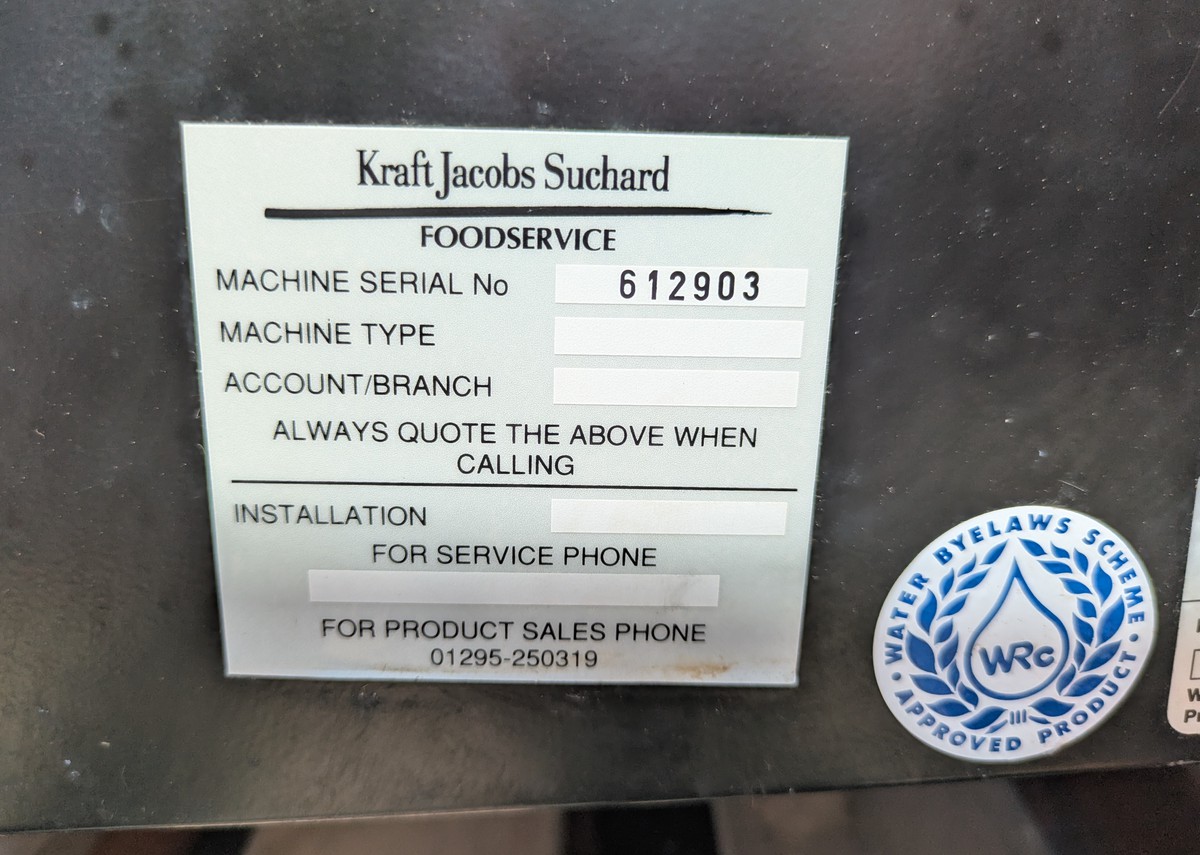 Kraft Jacobs Suchard
FOODSERVICE
MACHINE SERIAL No 612903
MACHINE TYPE
ACCOUNT/BRANCH
ALWAYS QUOTE THE ABOVE WHEN
CALLING
INSTALLATION
FOR SERVICE PHONE
FOR PRODUCT SALES PHONE
01295-250319
• WATER BYELAWS SCHEME •
WRc
III
APPROVED PRODUCT